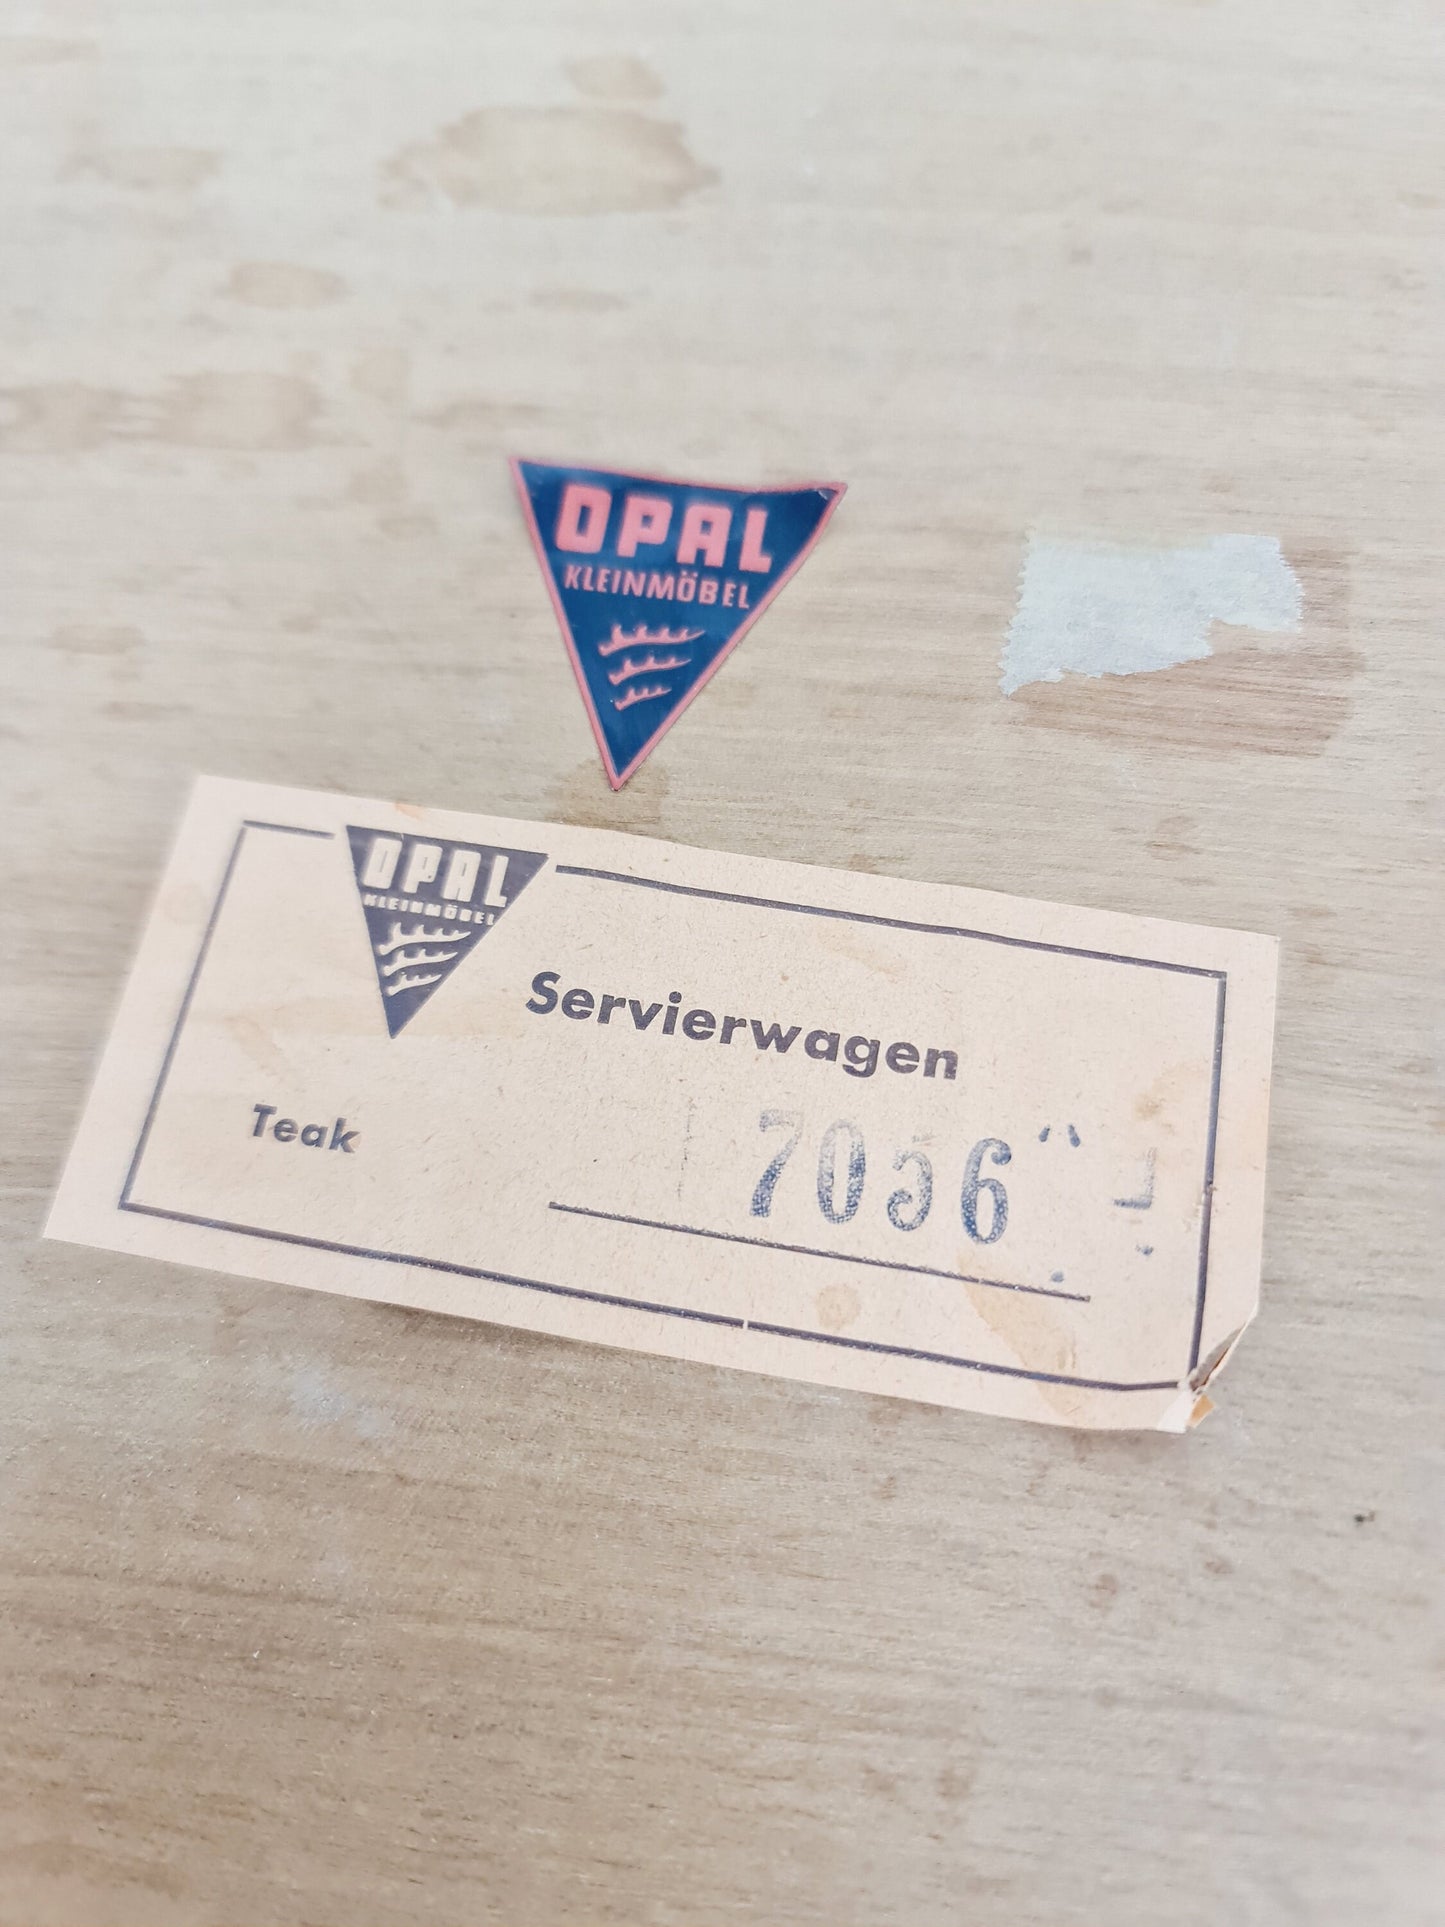 OPAL
KLEINMÖBEL
OPAL
KLEINMÖBEL
Servierwagen
Teak
7056